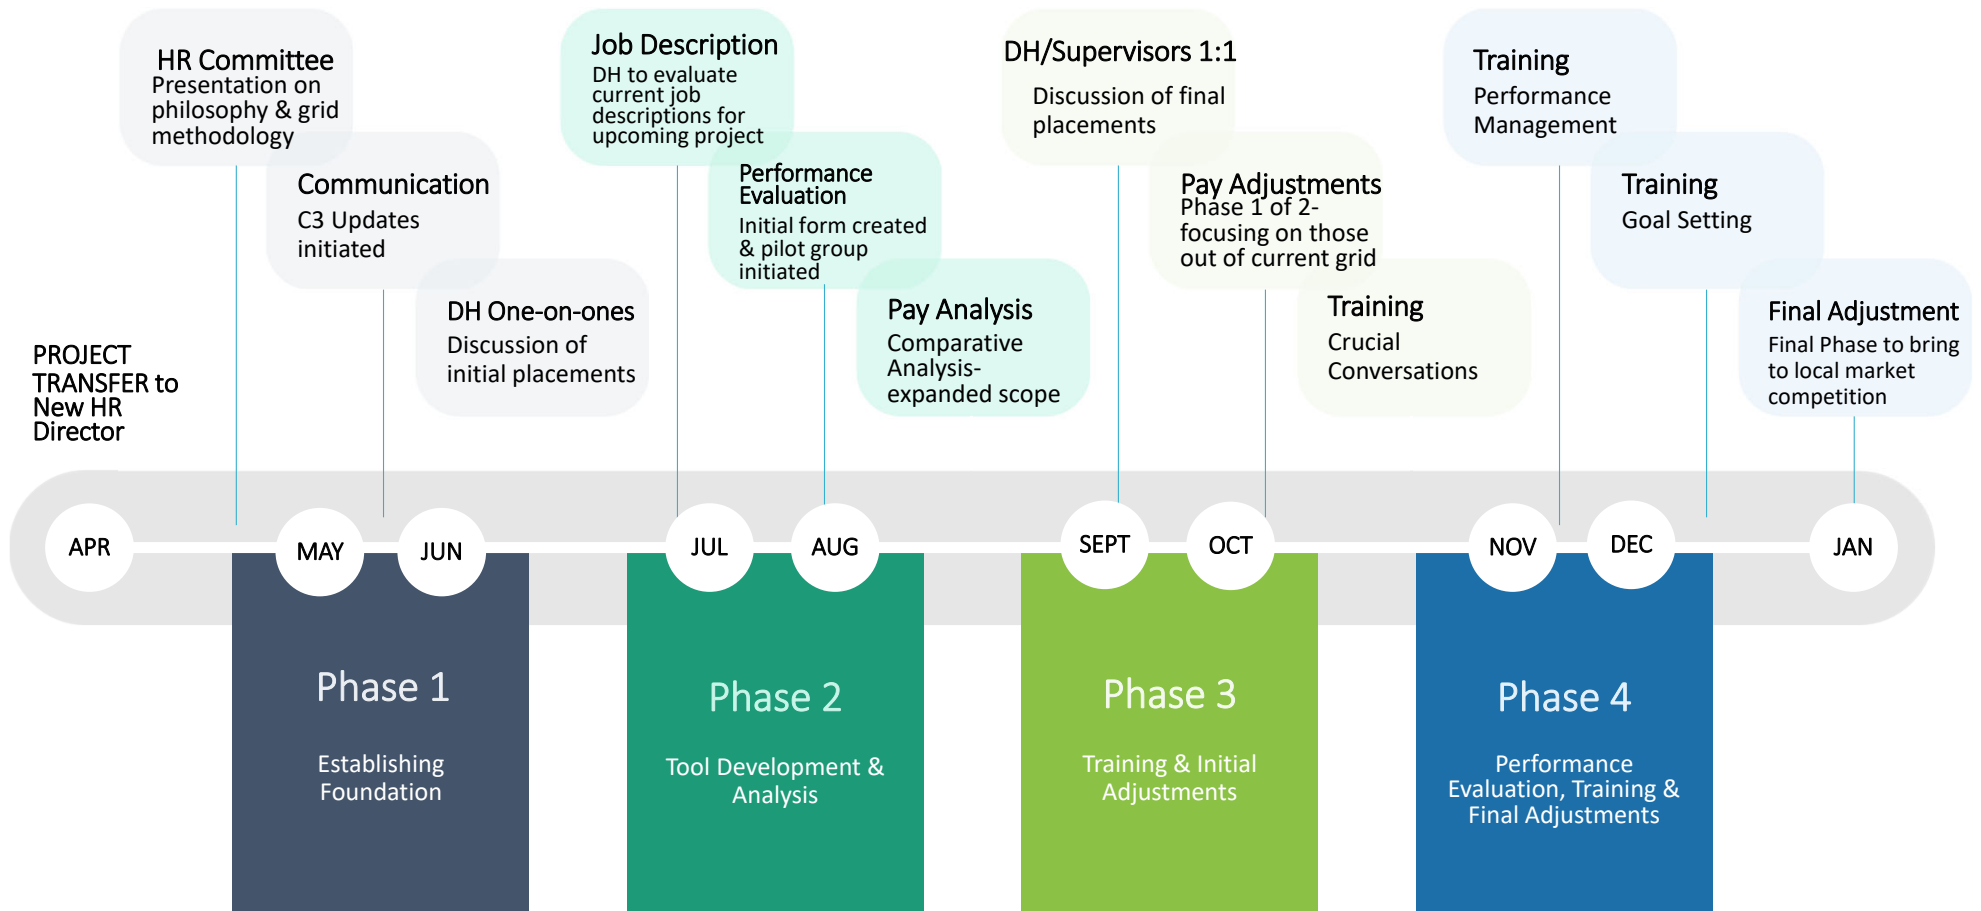 HR Committee
Presentation on
philosophy & grid
methodology
Communication
C3 Updates
initiated
DH One-on-ones
Discussion of
initial placements
Job Description
DH to evaluate
current job
descriptions for
upcoming project
Performance
Evaluation
Initial form created
& pilot group
initiated
Pay Analysis
Comparative
Analysis-
expanded scope
DH/Supervisors 1:1
Discussion of final
placements
Pay Adjustments
Phase 1 of 2-
focusing on those
out of current grid
Training
Crucial
Conversations
Training
Performance
Management
Training
Goal Setting
Final Adjustment
Final Phase to bring
to local market
competition
PROJECT
TRANSFER to
New HR
Director
APR
MAY
JUN
JUL
AUG
SEPT
OCT
NOV
DEC
JAN
Phase 1
Establishing
Foundation
Phase 2
Tool Development &
Analysis
Phase 3
Training & Initial
Adjustments
Phase 4
Performance
Evaluation, Training &
Final Adjustments